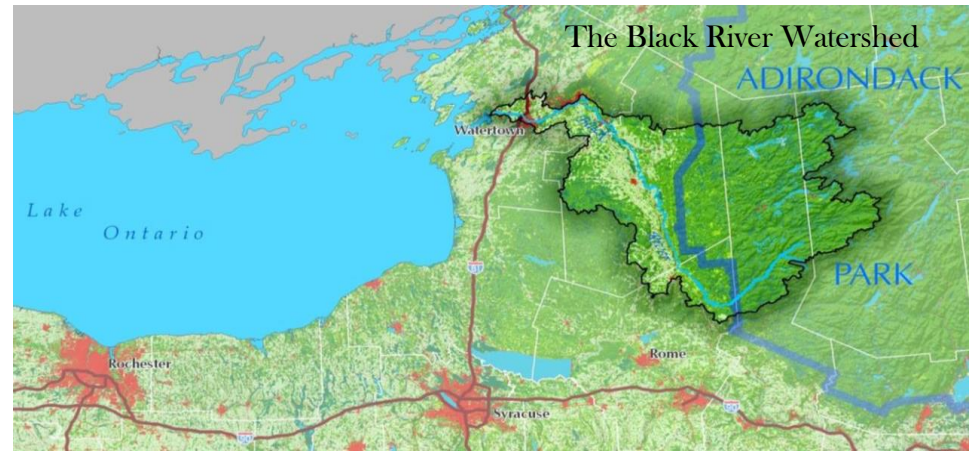 The Black River Watershed
ADIRONDACK
Watertown
Lake
Ontario
PARK
Rochester
Rome
Syracuse